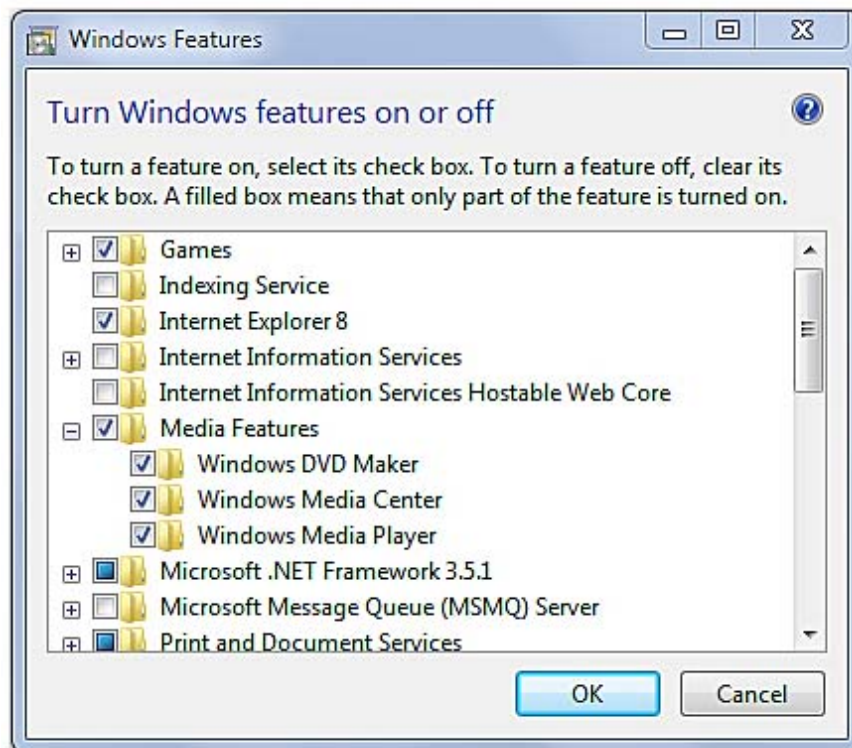 Windows Features
Turn Windows features on or off
To turn a feature on, select its check box. To turn a feature off, clear its
check box. A filled box means that only part of the feature is turned on.
Games
Indexing Service
Internet Explorer 8
Internet Information Services
Internet Information Services Hostable Web Core
Media Features
Windows DVD Maker
Windows Media Center
Windows Media Player
Microsoft .NET Framework 3.5.1
Microsoft Message Queue (MSMQ) Server
Print and Document Services
OK Cancel